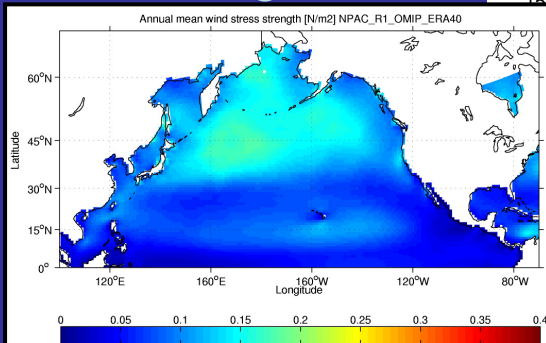 Annual mean wind stress strength [N/m2] NPAC_R1_OMIP_ERA40
60°N
45°N
30°N
15°N
0°
Latitude
120°E 160°E 160°W 120°W 80°W
Longitude
0 0.05 0.1 0.15 0.2 0.25 0.3 0.35 0.4